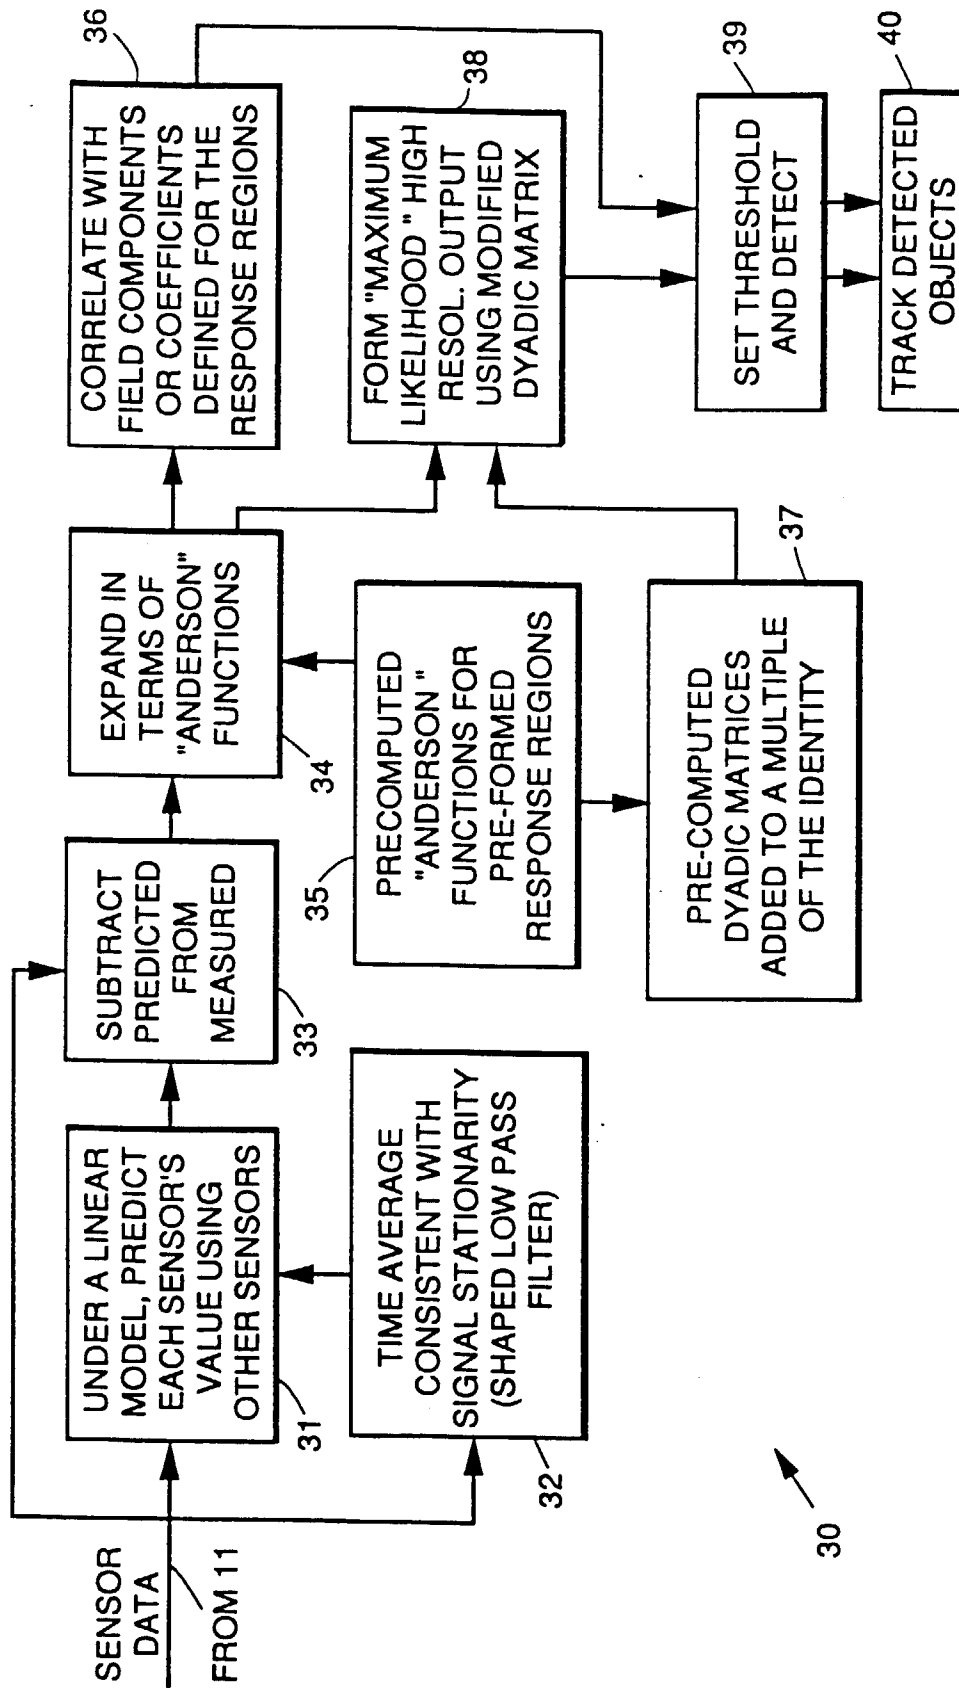 SENSOR
DATA
FROM 11
UNDER A LINEAR
MODEL, PREDICT
EACH SENSOR'S
VALUE USING
OTHER SENSORS
31
TIME AVERAGE
CONSISTENT WITH
SIGNAL STATIONARITY
(SHAPED LOW PASS
FILTER)
32
SUBTRACT
PREDICTED
FROM
MEASURED
33
EXPAND IN
TERMS OF
"ANDERSON"
FUNCTIONS
34
35
PRECOMPUTED
"ANDERSON "
FUNCTIONS FOR
PRE-FORMED
RESPONSE REGIONS
PRE-COMPUTED
DYADIC MATRICES
ADDED TO A MULTIPLE
OF THE IDENTITY
37
CORRELATE WITH
FIELD COMPONENTS
OR COEFFICIENTS
DEFINED FOR THE
RESPONSE REGIONS
36
FORM "MAXIMUM
LIKELIHOOD " HIGH
RESOL. OUTPUT
USING MODIFIED
DYADIC MATRIX
38
SET THRESHOLD
AND DETECT
39
TRACK DETECTED
OBJECTS
40
30